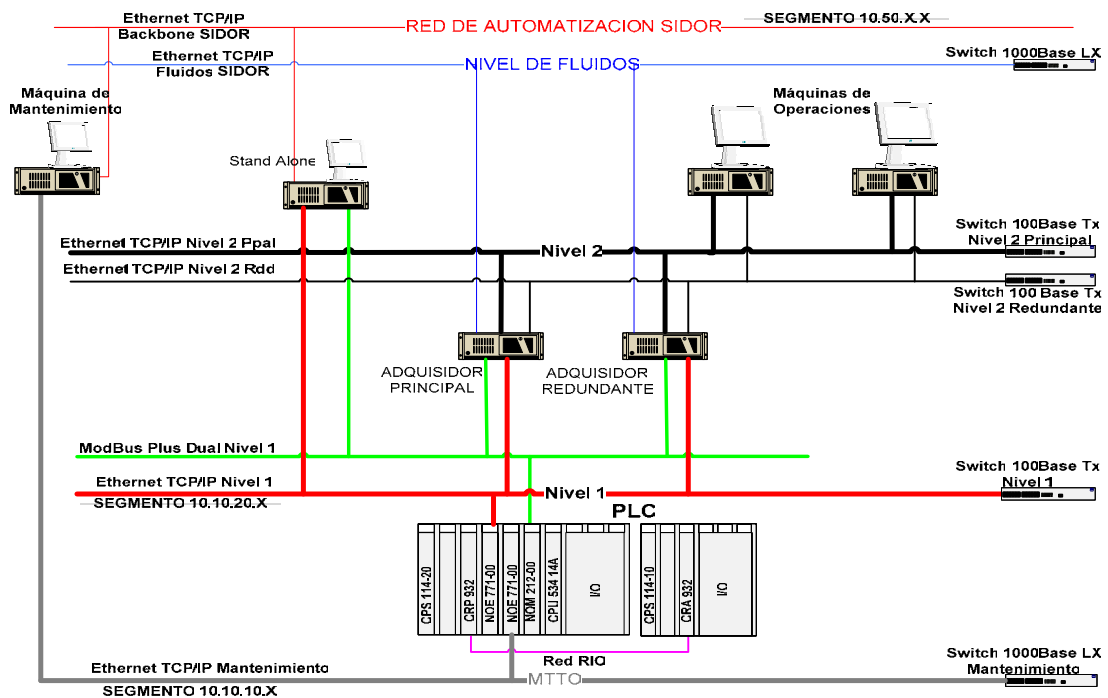 Ethernet TCP/IP
Backbone SIDOR
RED DE AUTOMATIZACION SIDOR
SEGMENTO 10.50.X.X
Ethernet TCP/IP
Fluidos SIDOR
NIVEL DE FLUIDOS
Switch 1000Base LX
Máquina de
Mantenimiento
Máquinas de
Operaciones
Stand Alone
Ethernet TCP/IP Nivel 2 Ppal
Nivel 2
Switch 100Base Tx
Nivel 2 Principal
Ethernet TCP/IP Nivel 2 Rdd
Switch 100 Base Tx
Nivel 2 Redundante
ADQUISIDOR
PRINCIPAL
ADQUISIDOR
REDUNDANTE
ModBus Plus Dual Nivel 1
Ethernet TCP/IP Nivel 1
Nivel 1
Switch 100Base Tx
Nivel 1
SEGMENTO 10.10.20.X
PLC
CPS 114-20
CRP 932
NOE 771-00
NOE 771-00
NOM 212-00
CPU 534 14A
I/O
CPS 114-10
CRA 932
I/O
Red RIO
Ethernet TCP/IP Mantenimiento
MTTO
Switch 1000Base LX
Mantenimiento
SEGMENTO 10.10.10.X